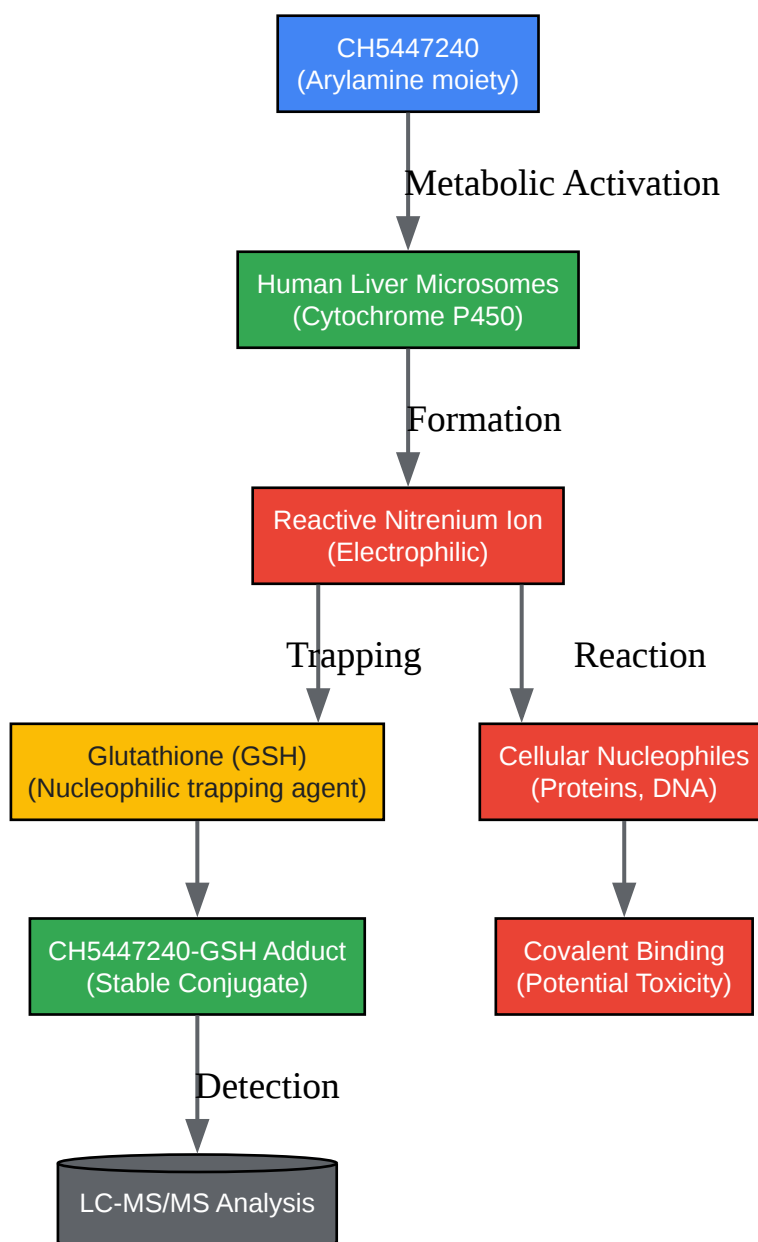 CH5447240
(Arylamine moiety)
Metabolic Activation
Human Liver Microsomes
(Cytochrome P450)
Formation
Reactive Nitrenium Ion
(Electrophilic)
Trapping
Reaction
Glutathione (GSH)
(Nucleophilic trapping agent)
Cellular Nucleophiles
(Proteins, DNA)
CH5447240-GSH Adduct
(Stable Conjugate)
Covalent Binding
(Potential Toxicity)
Detection
LC-MS/MS Analysis